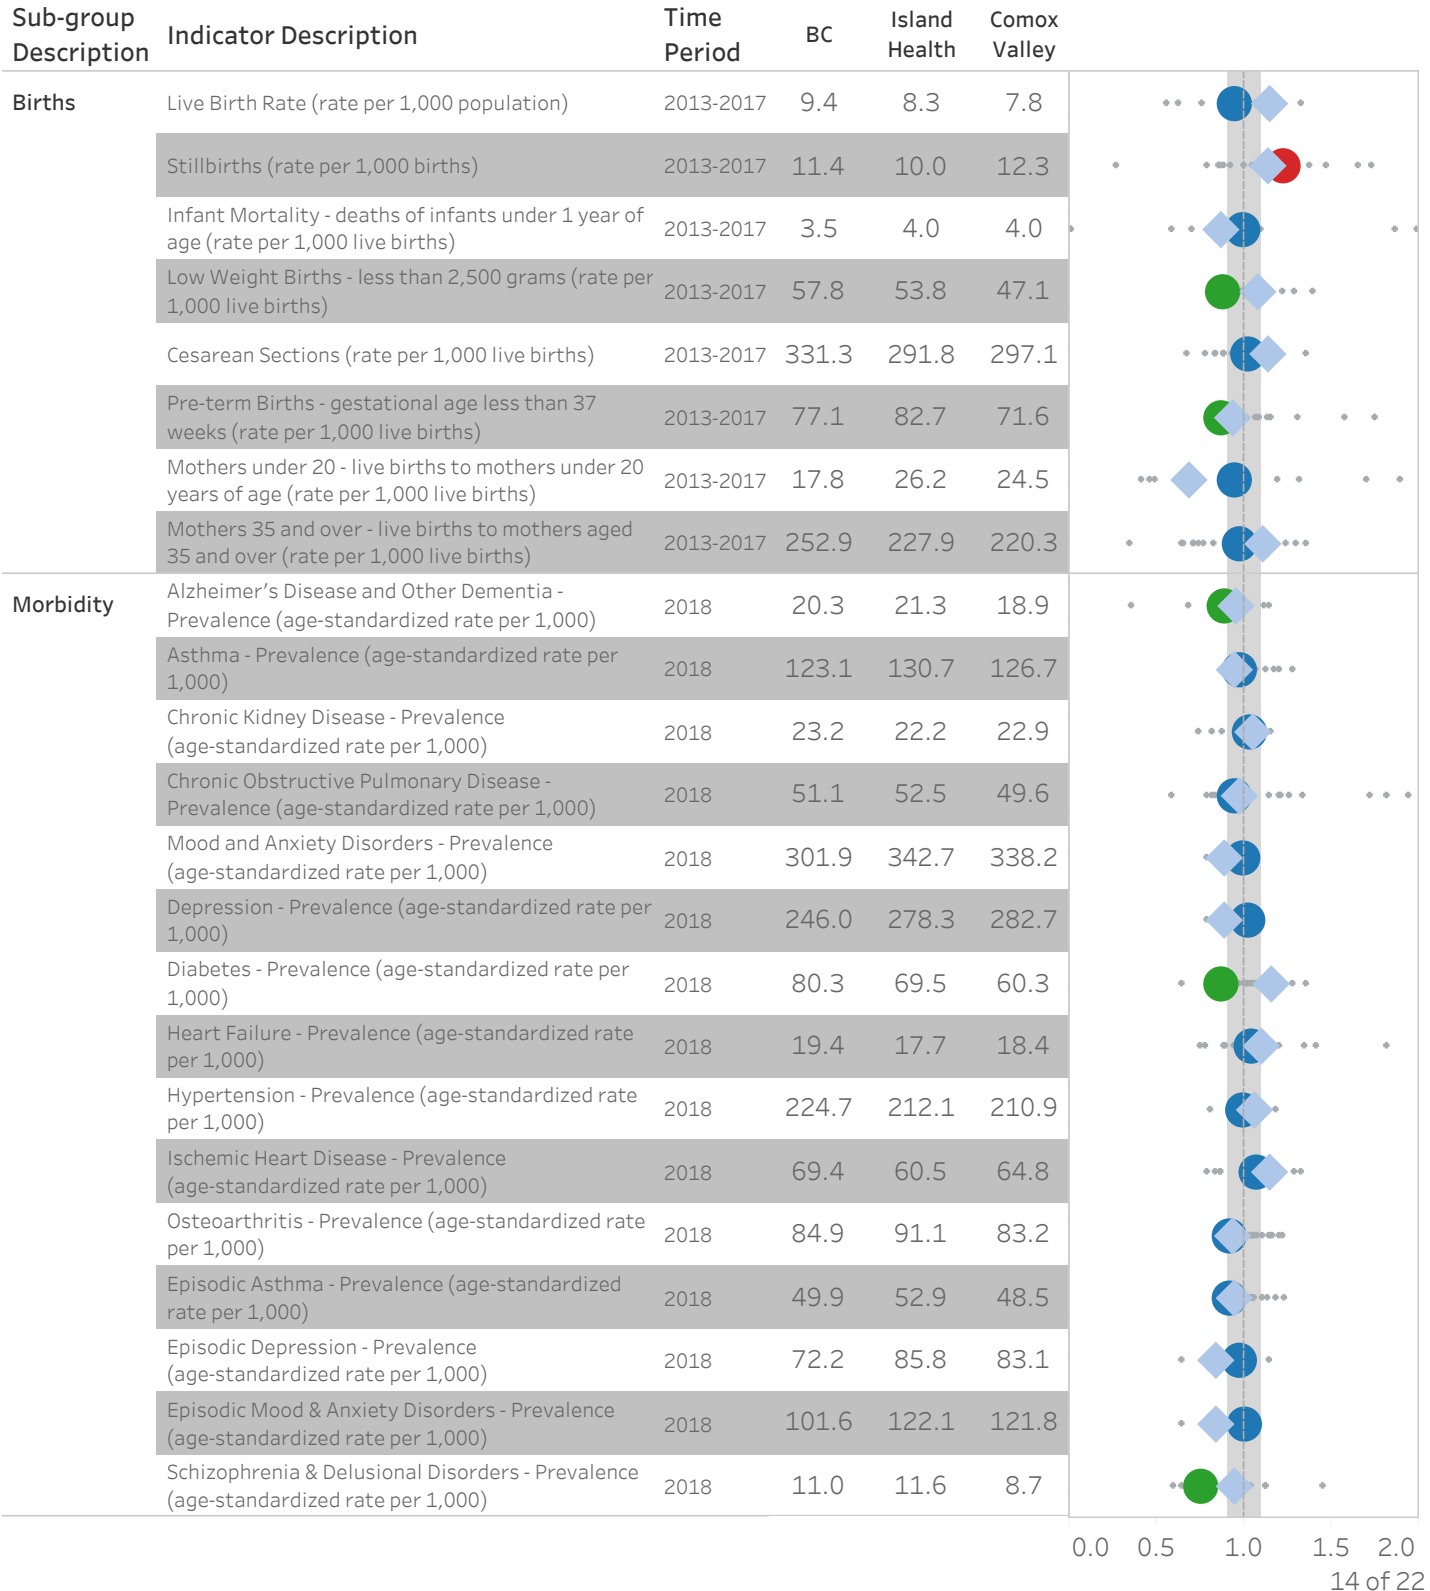 Sub-group Description Indicator Description Time Period BC Island Health Comox Valley
Births
Live Birth Rate (rate per 1,000 population) 2013-2017 9.4 8.3 7.8
Stillbirths (rate per 1,000 births) 2013-2017 11.4 10.0 12.3
Infant Mortality - deaths of infants under 1 year of
age (rate per 1,000 live births) 2013-2017 3.5 4.0 4.0
Low Weight Births - less than 2,500 grams (rate per
1,000 live births) 2013-2017 57.8 53.8 47.1
Cesarean Sections (rate per 1,000 live births) 2013-2017 331.3 291.8 297.1
Pre-term Births - gestational age less than 37
weeks (rate per 1,000 live births) 2013-2017 77.1 82.7 71.6
Mothers under 20 - live births to mothers under 20
years of age (rate per 1,000 live births) 2013-2017 17.8 26.2 24.5
Mothers 35 and over - live births to mothers aged
35 and over (rate per 1,000 live births) 2013-2017 252.9 227.9 220.3
Morbidity
Alzheimer's Disease and Other Dementia -
Prevalence (age-standardized rate per 1,000) 2018 20.3 21.3 18.9
Asthma - Prevalence (age-standardized rate per
1,000) 2018 123.1 130.7 126.7
Chronic Kidney Disease - Prevalence
(age-standardized rate per 1,000) 2018 23.2 22.2 22.9
Chronic Obstructive Pulmonary Disease -
Prevalence (age-standardized rate per 1,000) 2018 51.1 52.5 49.6
Mood and Anxiety Disorders - Prevalence
(age-standardized rate per 1,000) 2018 301.9 342.7 338.2
Depression - Prevalence (age-standardized rate per
1,000) 2018 246.0 278.3 282.7
Diabetes - Prevalence (age-standardized rate per
1,000) 2018 80.3 69.5 60.3
Heart Failure - Prevalence (age-standardized rate
per 1,000) 2018 19.4 17.7 18.4
Hypertension - Prevalence (age-standardized rate
per 1,000) 2018 224.7 212.1 210.9
Ischemic Heart Disease - Prevalence
(age-standardized rate per 1,000) 2018 69.4 60.5 64.8
Osteoarthritis - Prevalence (age-standardized rate
per 1,000) 2018 84.9 91.1 83.2
Episodic Asthma - Prevalence (age-standardized
rate per 1,000) 2018 49.9 52.9 48.5
Episodic Depression - Prevalence
(age-standardized rate per 1,000) 2018 72.2 85.8 83.1
Episodic Mood & Anxiety Disorders - Prevalence
(age-standardized rate per 1,000) 2018 101.6 122.1 121.8
Schizophrenia & Delusional Disorders - Prevalence
(age-standardized rate per 1,000) 2018 11.0 11.6 8.7
0.0 0.5 1.0 1.5 2.0
14 of 22